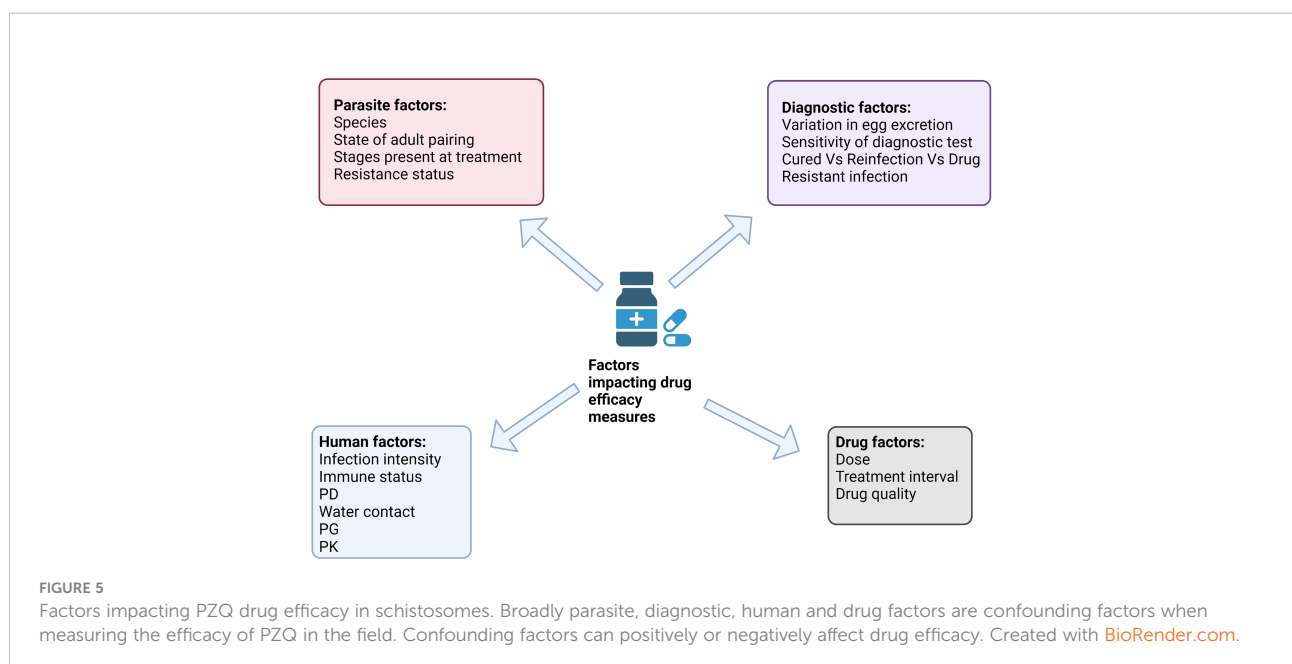 Parasite factors:
Species
State of adult pairing
Stages present at treatment
Resistance status
Diagnostic factors:
Variation in egg excretion
Sensitivity of diagnostic test
Cured Vs Reinfection Vs Drug
Resistant infection
Factors
impacting drug
efficacy
measures
Human factors:
Infection intensity
Immune status
PD
Water contact
PG
PK
Drug factors:
Dose
Treatment interval
Drug quality
FIGURE 5
Factors impacting PZQ drug efficacy in schistosomes. Broadly parasite, diagnostic, human and drug factors are confounding factors when
measuring the efficacy of PZQ in the field. Confounding factors can positively or negatively affect drug efficacy. Created with BioRender.com.